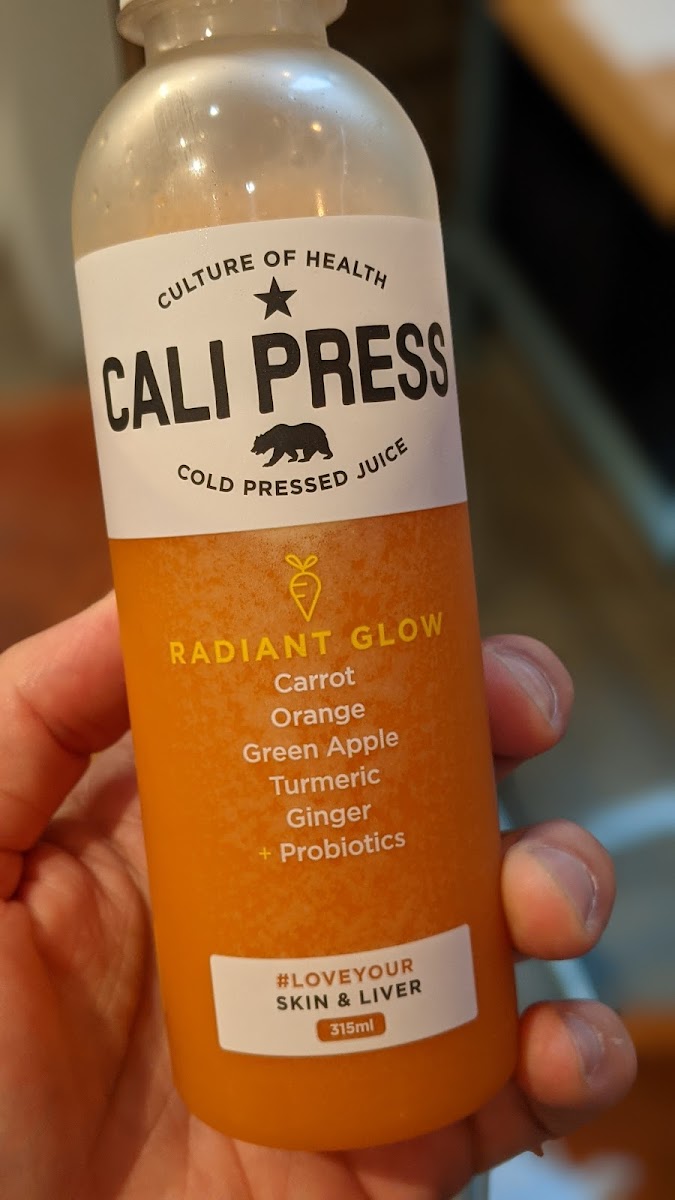 CULTURE OF HEALTH
CALI PRESS
COLD PRESSED JUICE
RADIANT GLOW
Carrot
Orange
Green Apple
Turmeric
Ginger
+ Probiotics
#LOVEYOUR
SKIN & LIVER
315ml